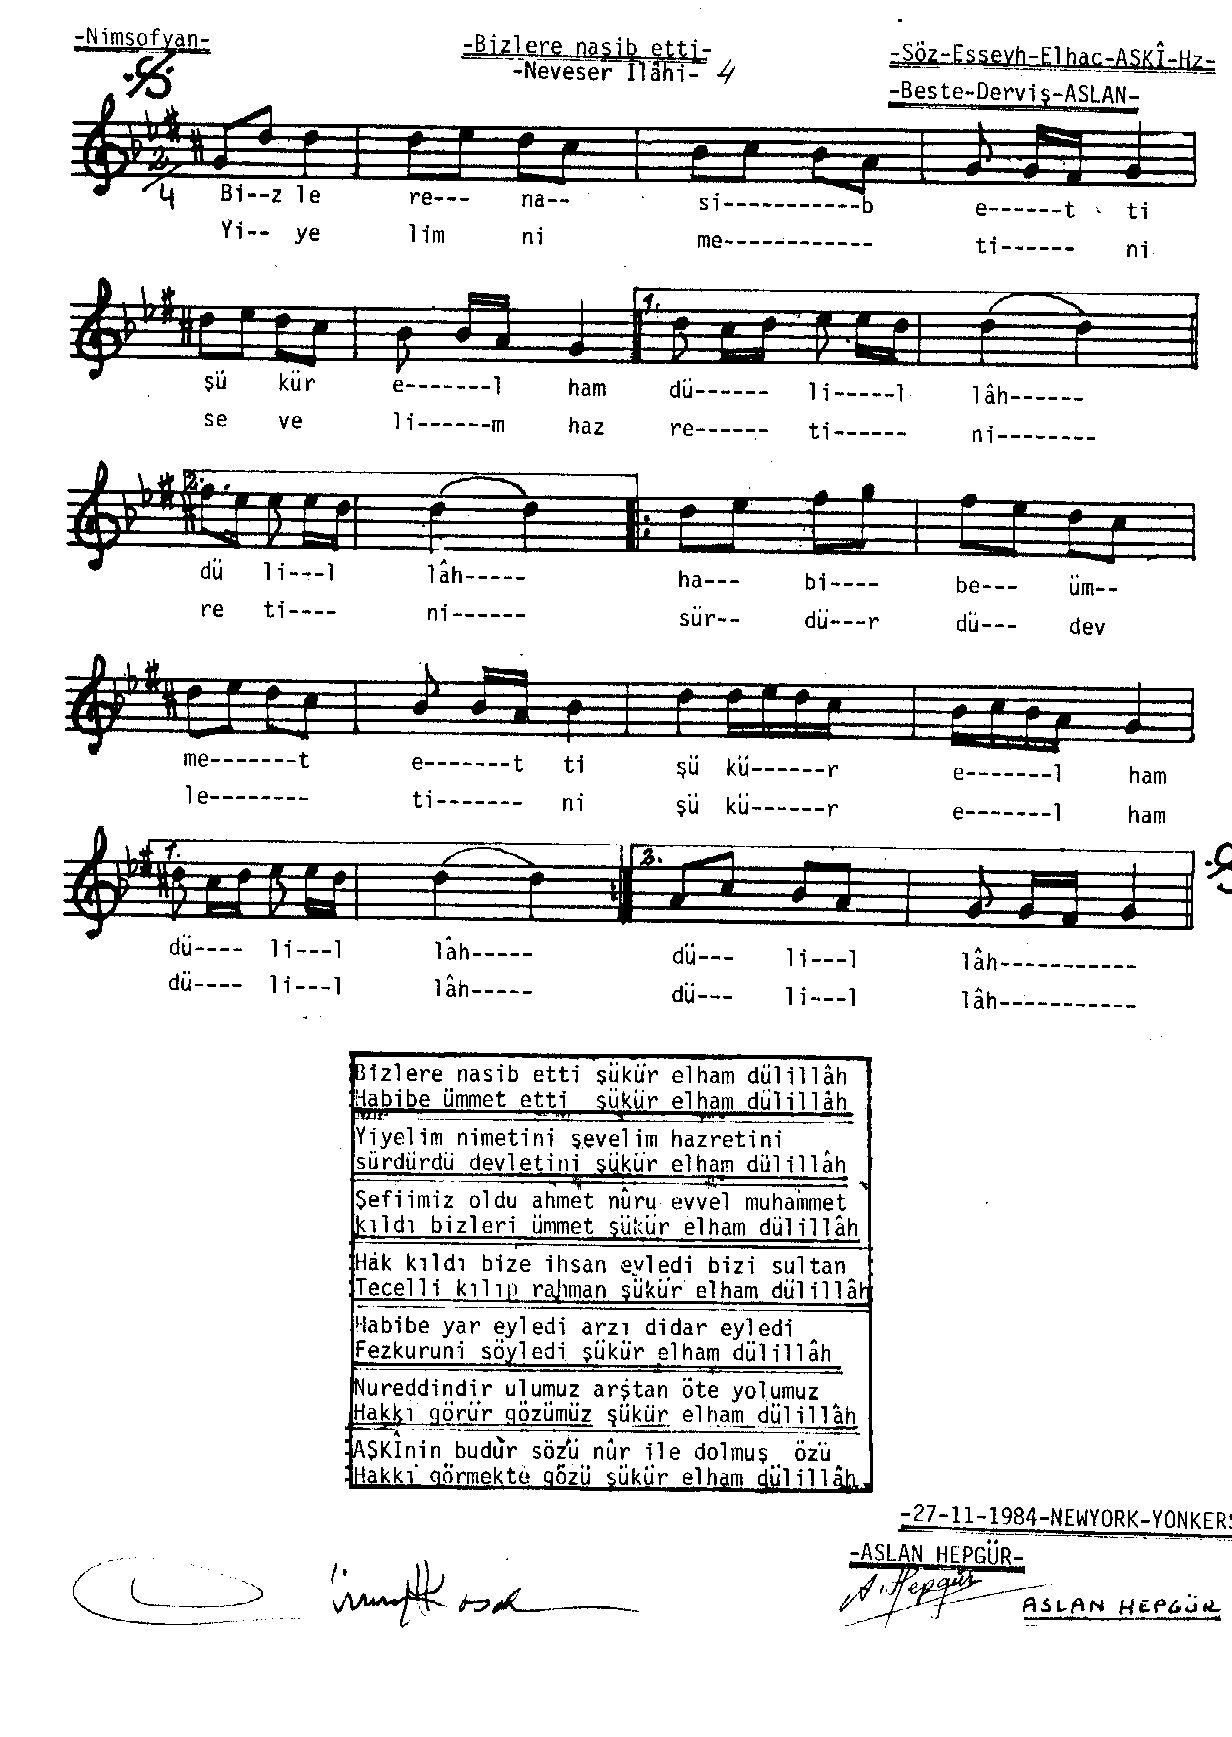 -Nimsofyan-
-Bizlere nasib etti-
-Neveser İlâhi- 4
-Söz-Esseyh-Elhac-AŞKÎ-Hz-
-Beste-Derviş-ASLAN-
2/4
Bi--z le re--- na-- si-----------b e------t ti
Yi-- ye lim ni me------------ ti------ ni
1.
şü kür e-------l ham dü------ li-----l lâh------
se ve li------m haz re------ ti------ ni--------
2.
dü li---l lâh----- ha--- bi---- be--- üm--
re ti---- ni------ sür-- dü---r dü--- dev
me-------t e-------t ti şü kü------r e-------l ham
le-------- ti------- ni şü kü------r e-------l ham
1. 2.
dü---- li---l lâh----- dü--- li---l lâh-----------
dü---- li---l lâh----- dü--- li---l lâh-----------
Bizlere nasib etti şükür elham dülillâh
Habibe ümmet etti şükür elham dülillâh
Yiyelim nimetini şevelim hazretini
sürdürdü devletini şükür elham dülillâh
Şefiimiz oldu ahmet nûru evvel muhammet
kıldı bizleri ümmet şükür elham dülillâh
Hak kıldı bize ihsan eyledi bizi sultan
Tecelli kılıp rahman şükür elham dülillâh
Habibe yar eyledi arzı didar eyledi
Fezkuruni söyledi şükür elham dülillâh
Nureddindir ulumuz arştan öte yolumuz
Hakkı görür gözümüz şükür elham dülillâh
AŞKÎnin budur sözü nûr ile dolmuş özü
Hakkı görmekte gözü şükür elham dülillâh
-27-11-1984-NEWYORK-YONKERS
-ASLAN HEPGÜR-
A. Hepgür
ASLAN HEPGÜR